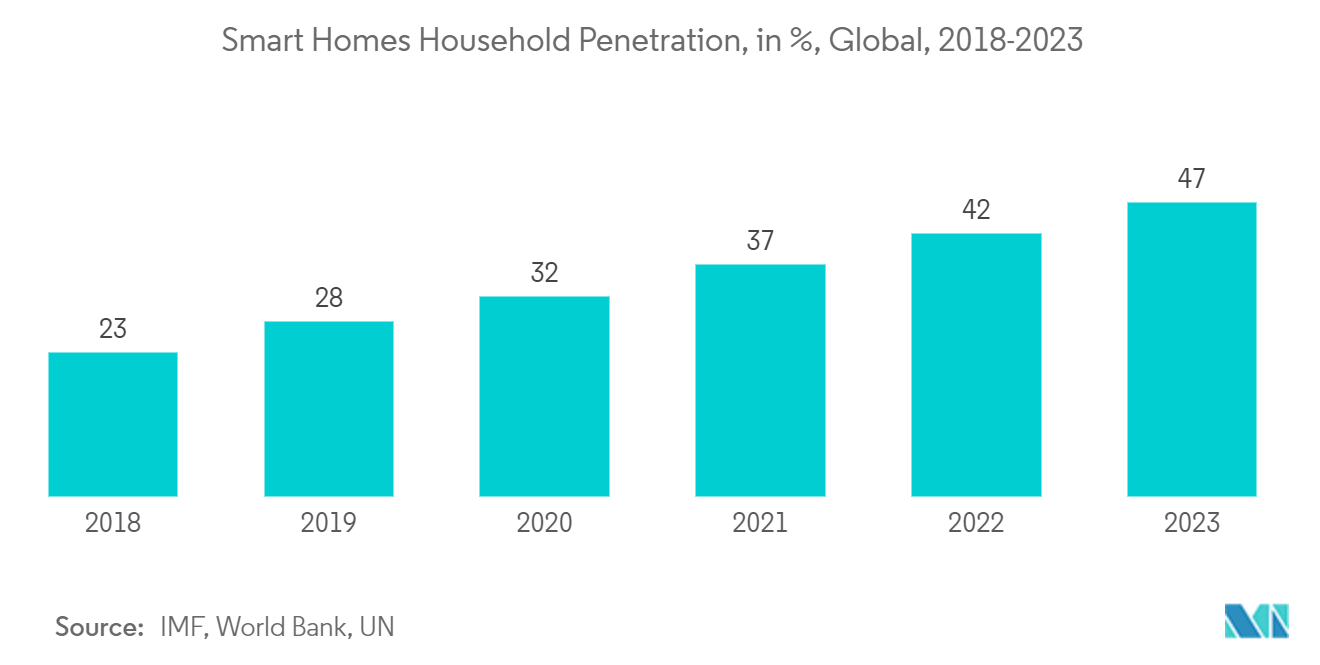 Smart Homes Household Penetration, in %, Global, 2018-2023
23
28
32
37
42
47
2018 2019 2020 2021 2022 2023
Source: IMF, World Bank, UN